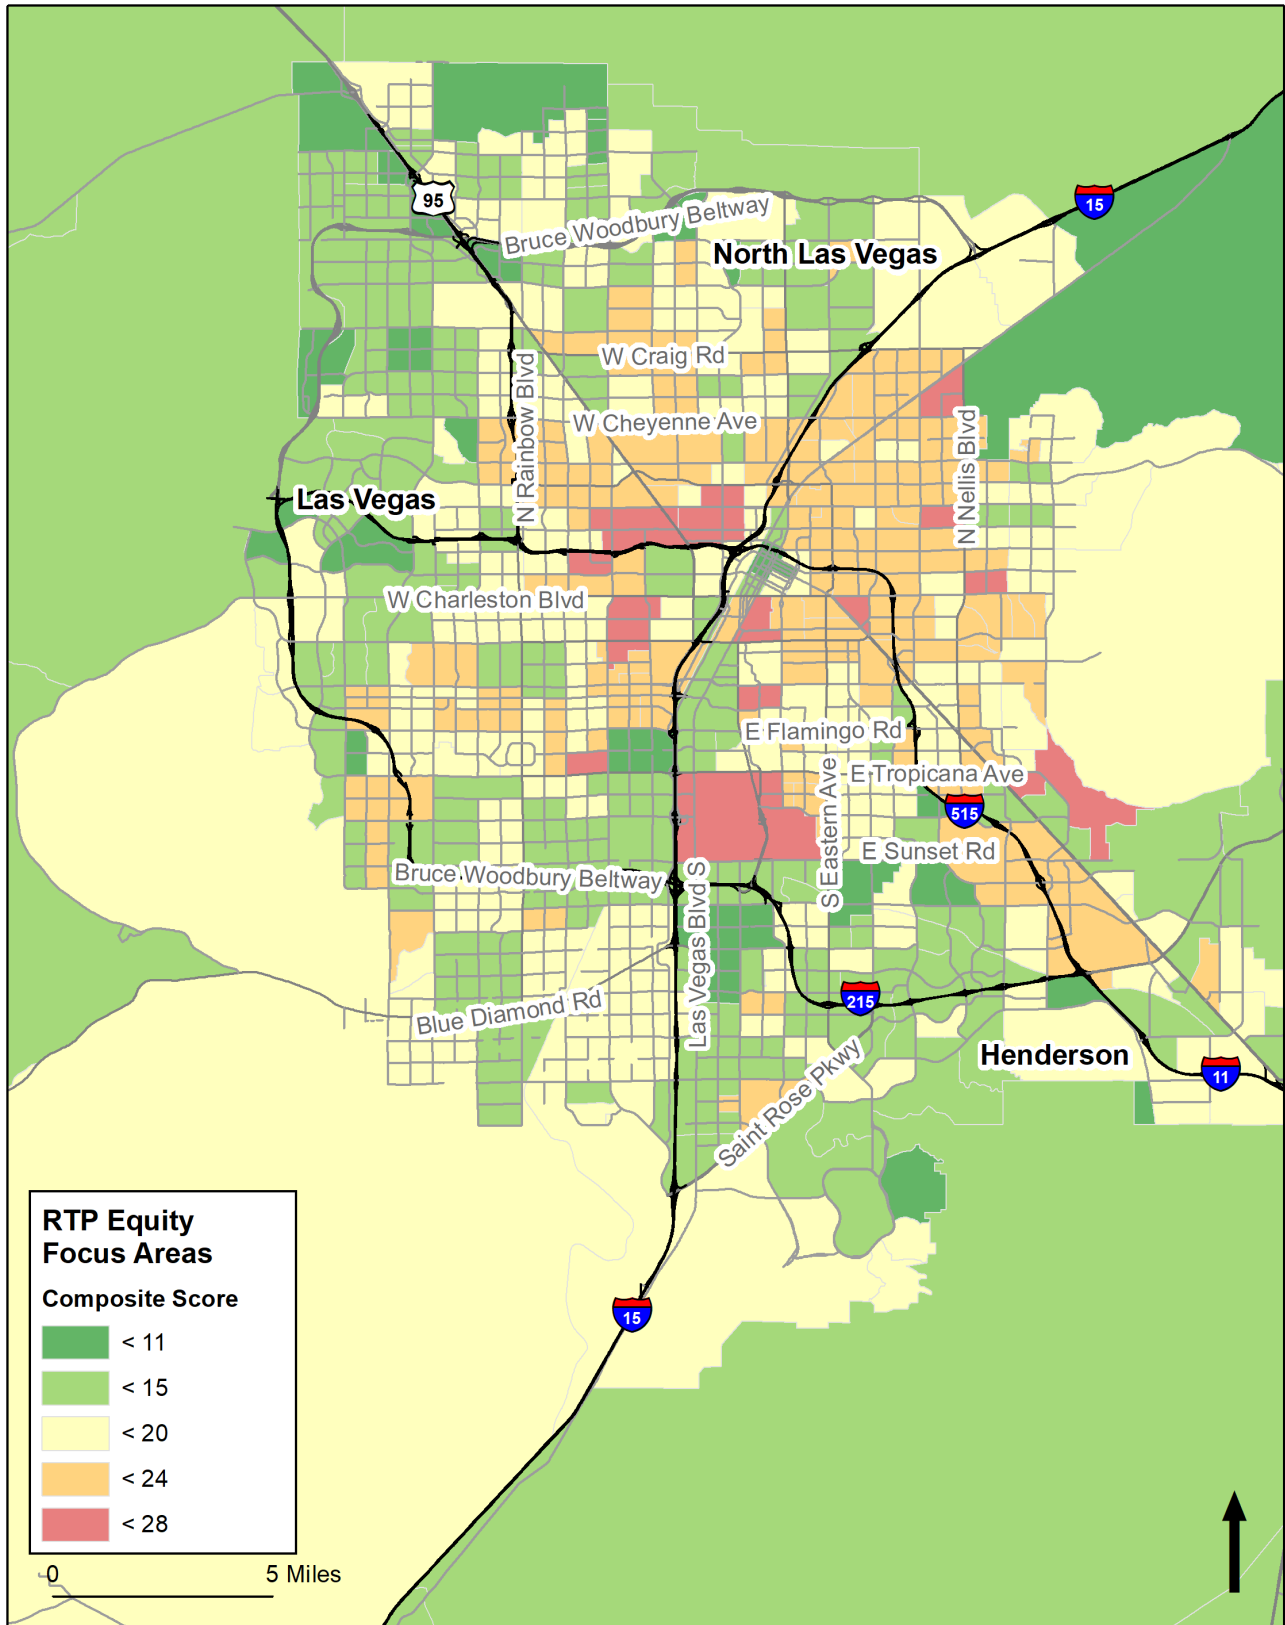 95
15
Bruce Woodbury Beltway
North Las Vegas
W Craig Rd
N Rainbow Blvd
W Cheyenne Ave
N Nellis Blvd
Las Vegas
W Charleston Blvd
E Flamingo Rd
E Tropicana Ave
515
S Eastern Ave
E Sunset Rd
Bruce Woodbury Beltway
Las Vegas Blvd S
215
Blue Diamond Rd
Henderson
11
Saint Rose Pkwy
15
RTP Equity
Focus Areas
Composite Score
< 11
< 15
< 20
< 24
< 28
0 5 Miles